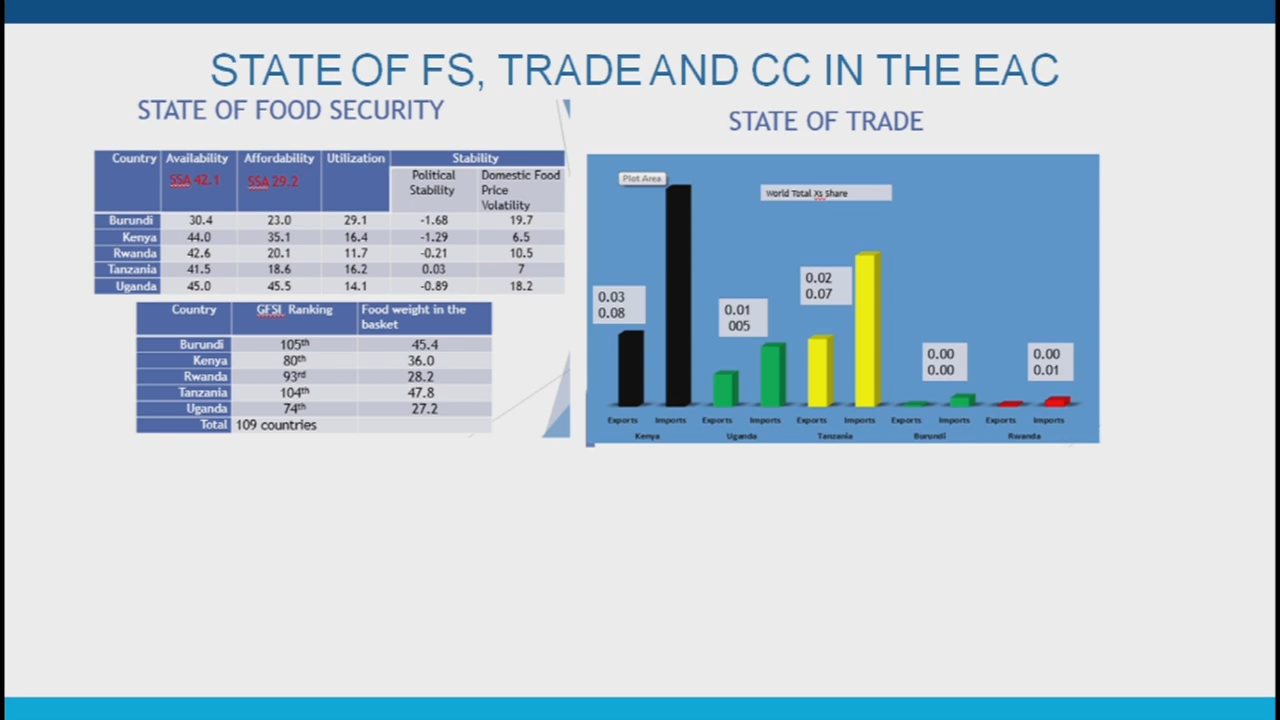 STATE OF FS, TRADE AND CC IN THE EAC
STATE OF FOOD SECURITY
Country Availability Affordability Utilization Stability
SSA 42.1 SSA 29.2
Political Stability Domestic Food Price Volatility
Burundi 30.4 23.0 29.1 -1.68 19.7
Kenya 44.0 35.1 16.4 -1.29 6.5
Rwanda 42.6 20.1 11.7 -0.21 10.5
Tanzania 41.5 18.6 16.2 0.03 7
Uganda 45.0 45.5 14.1 -0.89 18.2
Country GFSI Ranking Food weight in the
basket
Burundi 105th 45.4
Kenya 80th 36.0
Rwanda 93rd 28.2
Tanzania 104th 47.8
Uganda 74th 27.2
Total 109 countries
STATE OF TRADE
Plot Area
World Total Xs Share
0.03
0.08
0.01
005
0.02
0.07
0.00
0.00
0.00
0.01
Exports Imports Exports Imports Exports Imports Exports Imports Exports Imports
Kenya Uganda Tanzania Burundi Rwanda